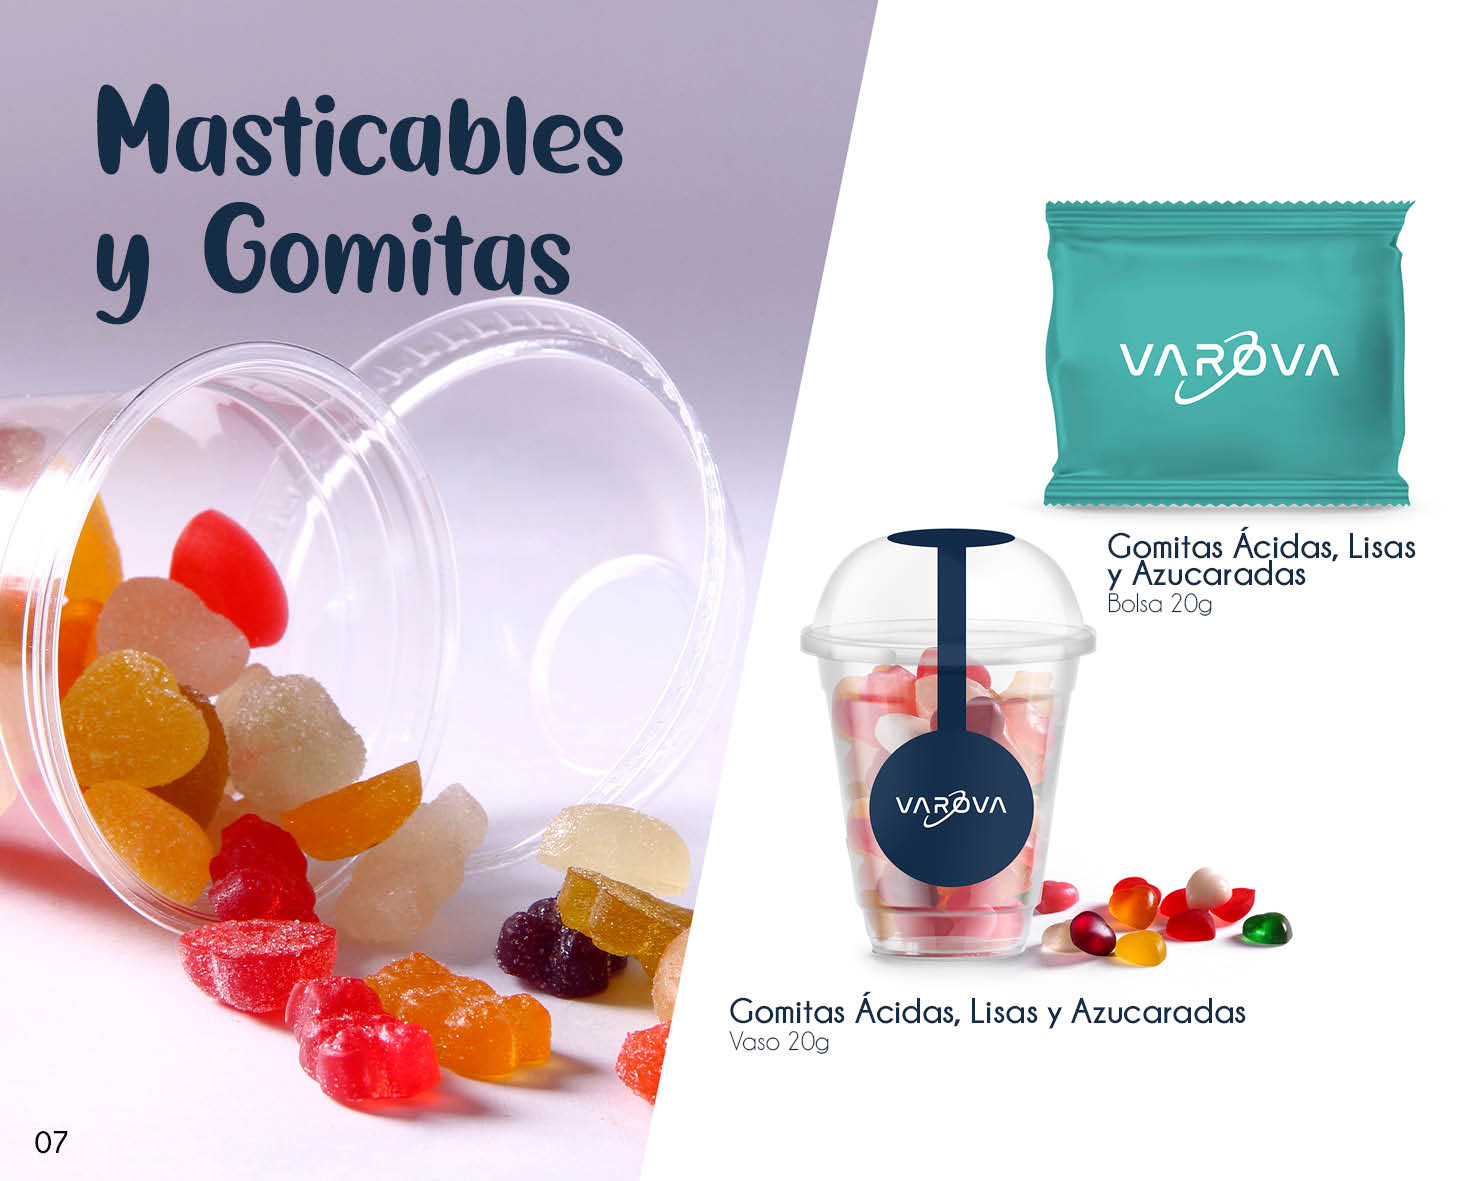 Masticables
y Gomitas
VAROVA
Gomitas Ácidas, Lisas
y Azucaradas
Bolsa 20g
VAROVA
Gomitas Ácidas, Lisas y Azucaradas
Vaso 20g
07